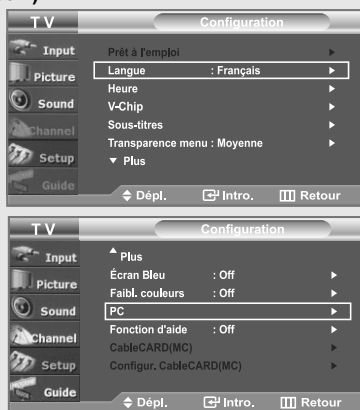 T V
Configuration
Input
Picture
Sound
Channel
Setup
Guide
Prêt à l'emploi
Langue : Français
Heure
V-Chip
Sous-titres
Transparence menu : Moyenne
Plus
Dépl. Intro. Retour
T V
Configuration
Input
Picture
Sound
Channel
Setup
Guide
Plus
Écran Bleu : Off
Faibl. couleurs : Off
PC
Fonction d'aide : Off
CableCARD(MC)
Configur. CableCARD(MC)
Dépl. Intro. Retour